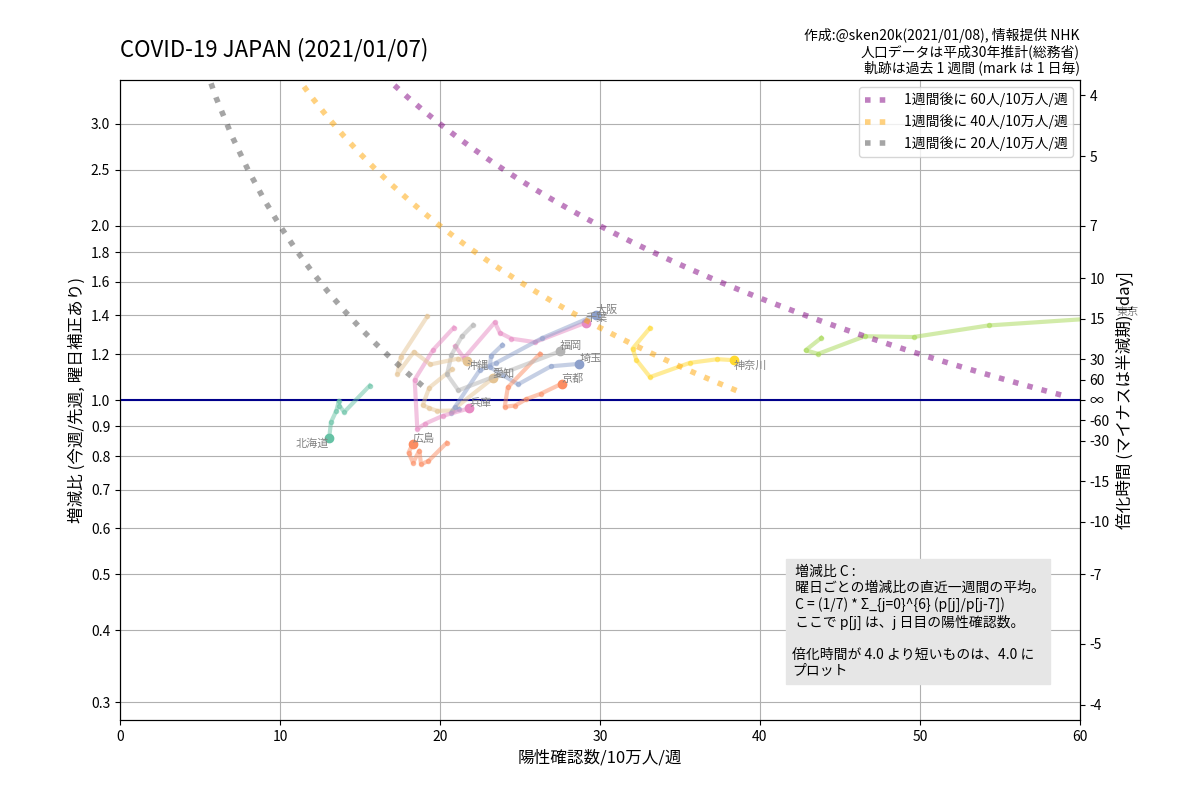 COVID-19 JAPAN (2021/01/07)
作成:@sken20k(2021/01/08), 情報提供 NHK
人口データは平成30年推計(総務省)
軌跡は過去 1 週間 (mark は 1 日毎)
1週間後に 60人/10万人/週
1週間後に 40人/10万人/週
1週間後に 20人/10万人/週
増減比 (今週/先週, 曜日補正あり)
3.0
2.5
2.0
1.8
1.6
1.4
1.2
1.0
0.9
0.8
0.7
0.6
0.5
0.4
0.3
4
5
7
10
15
30
60
∞
-60
-30
-15
-10
-7
-5
-4
倍化時間 (マイナスは半減期) [day]
東京
大阪
千葉
福岡
埼玉
神奈川
沖縄
愛知
京都
兵庫
広島
北海道
増減比 C :
曜日ごとの増減比の直近一週間の平均。
C = (1/7) * Σ_{j=0}^{6} (p[j]/p[j-7])
ここで p[j] は、j 日目の陽性確認数。
倍化時間が 4.0 より短いものは、4.0 に
プロット
0 10 20 30 40 50 60
陽性確認数/10万人/週